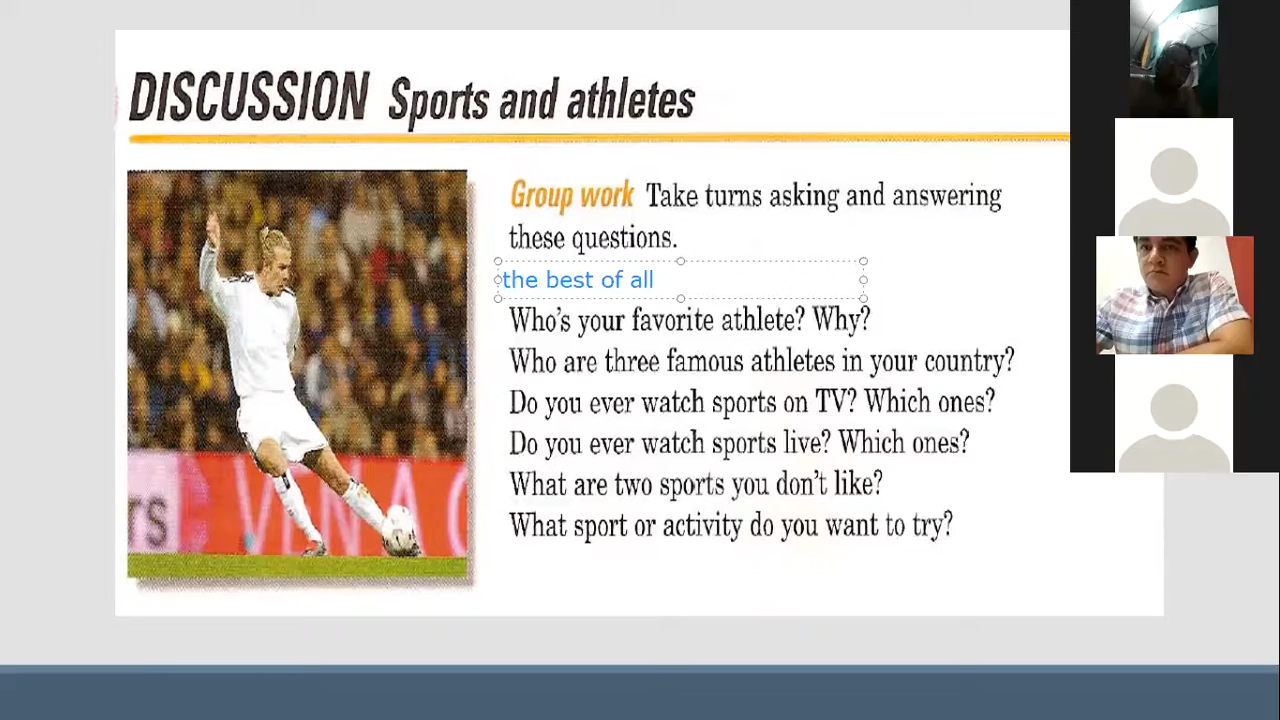 DISCUSSION Sports and athletes
Group work Take turns asking and answering
these questions.
the best of all
Who's your favorite athlete? Why?
Who are three famous athletes in your country?
Do you ever watch sports on TV? Which ones?
Do you ever watch sports live? Which ones?
What are two sports you don't like?
What sport or activity do you want to try?